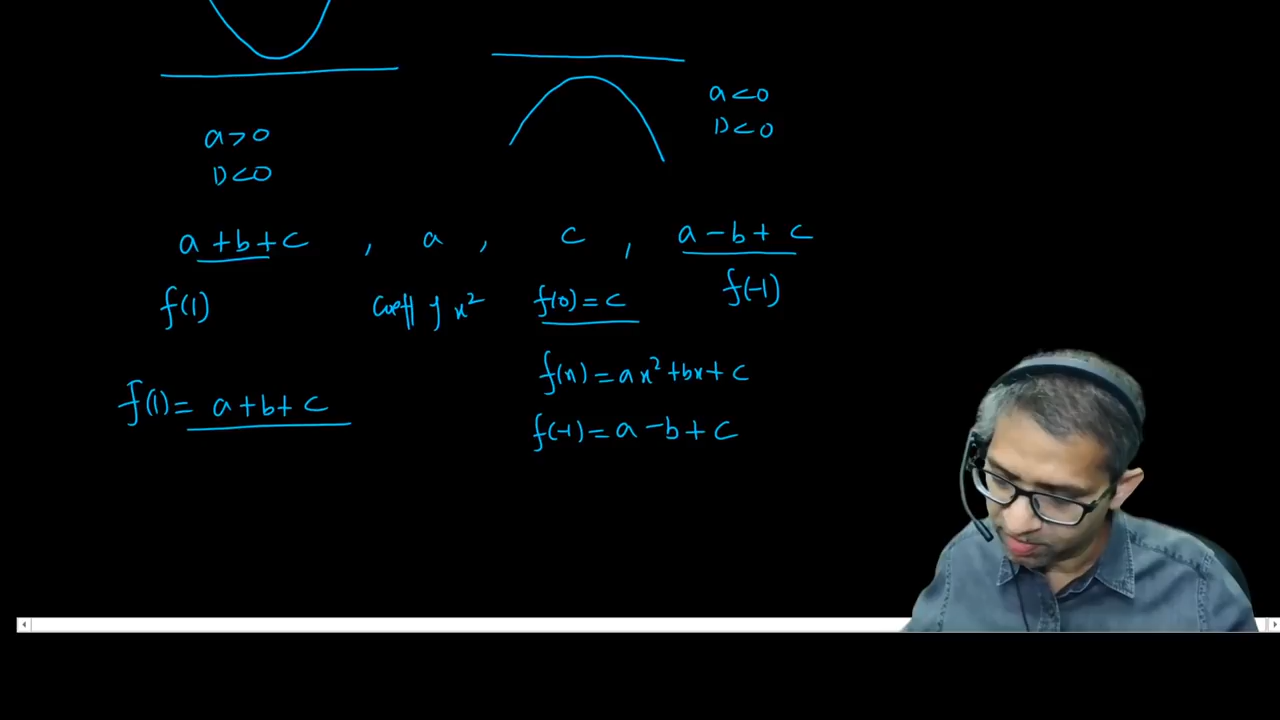 a<0
D<0
a>0
D<0
a+b+c , a , c , a-b+c
f(1) Coeff of x² f(0)=c f(-1)
f(x)=ax²+bx+c
f(1)= a+b+c
f(-1)=a-b+c